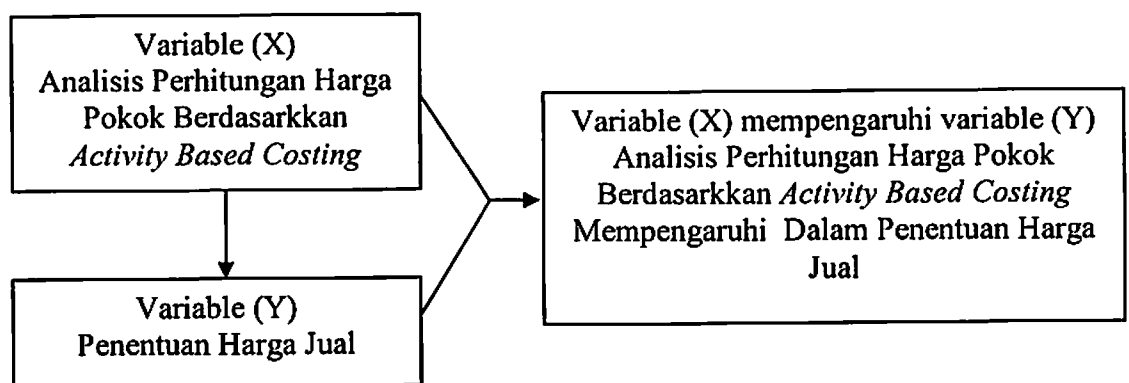 Variable (X)
Analisis Perhitungan Harga
Pokok Berdasarkkan
Activity Based Costing
Variable (Y)
Penentuan Harga Jual
Variable (X) mempengaruhi variable (Y)
Analisis Perhitungan Harga Pokok
Berdasarkkan Activity Based Costing
Mempengaruhi Dalam Penentuan Harga
Jual